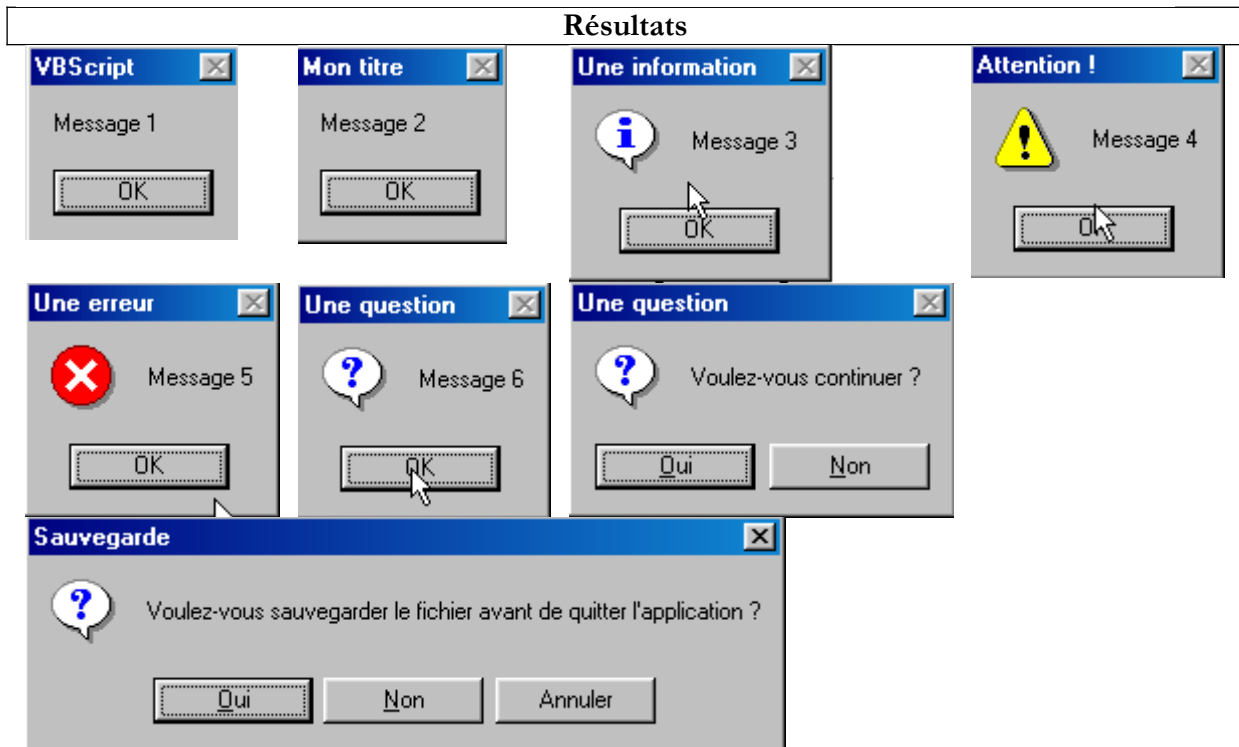 Résultats
VBScript
Message 1
OK
Mon titre
Message 2
OK
Une information
Message 3
OK
Attention !
Message 4
Une erreur
Message 5
OK
Une question
Message 6
OK
Une question
Voulez-vous continuer ?
Oui Non
Sauvegarde
Voulez-vous sauvegarder le fichier avant de quitter l'application ?
Oui Non Annuler